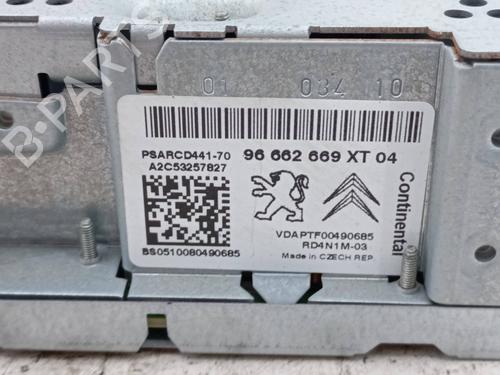 01 034 10
PSARCD441-70 96 662 669 XT 04
A2C53257827
Continental
VDAPTF00490685
RD4N1M-03
Made in CZECH REP.
BS0510080490685
B-PARTS